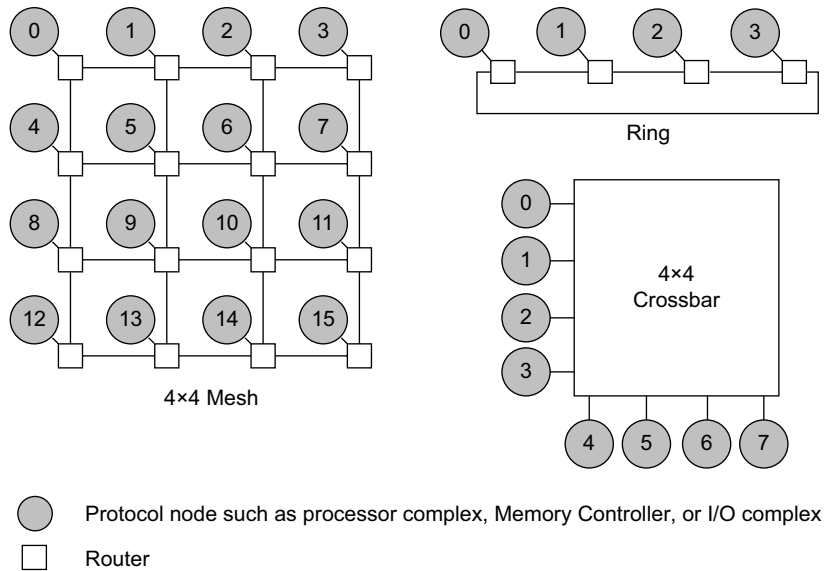 0 1 2 3
4 5 6 7
8 9 10 11
12 13 14 15
4×4 Mesh
0 1 2 3
Ring
0
1
2
3
4×4
Crossbar
4 5 6 7
Protocol node such as processor complex, Memory Controller, or I/O complex
Router